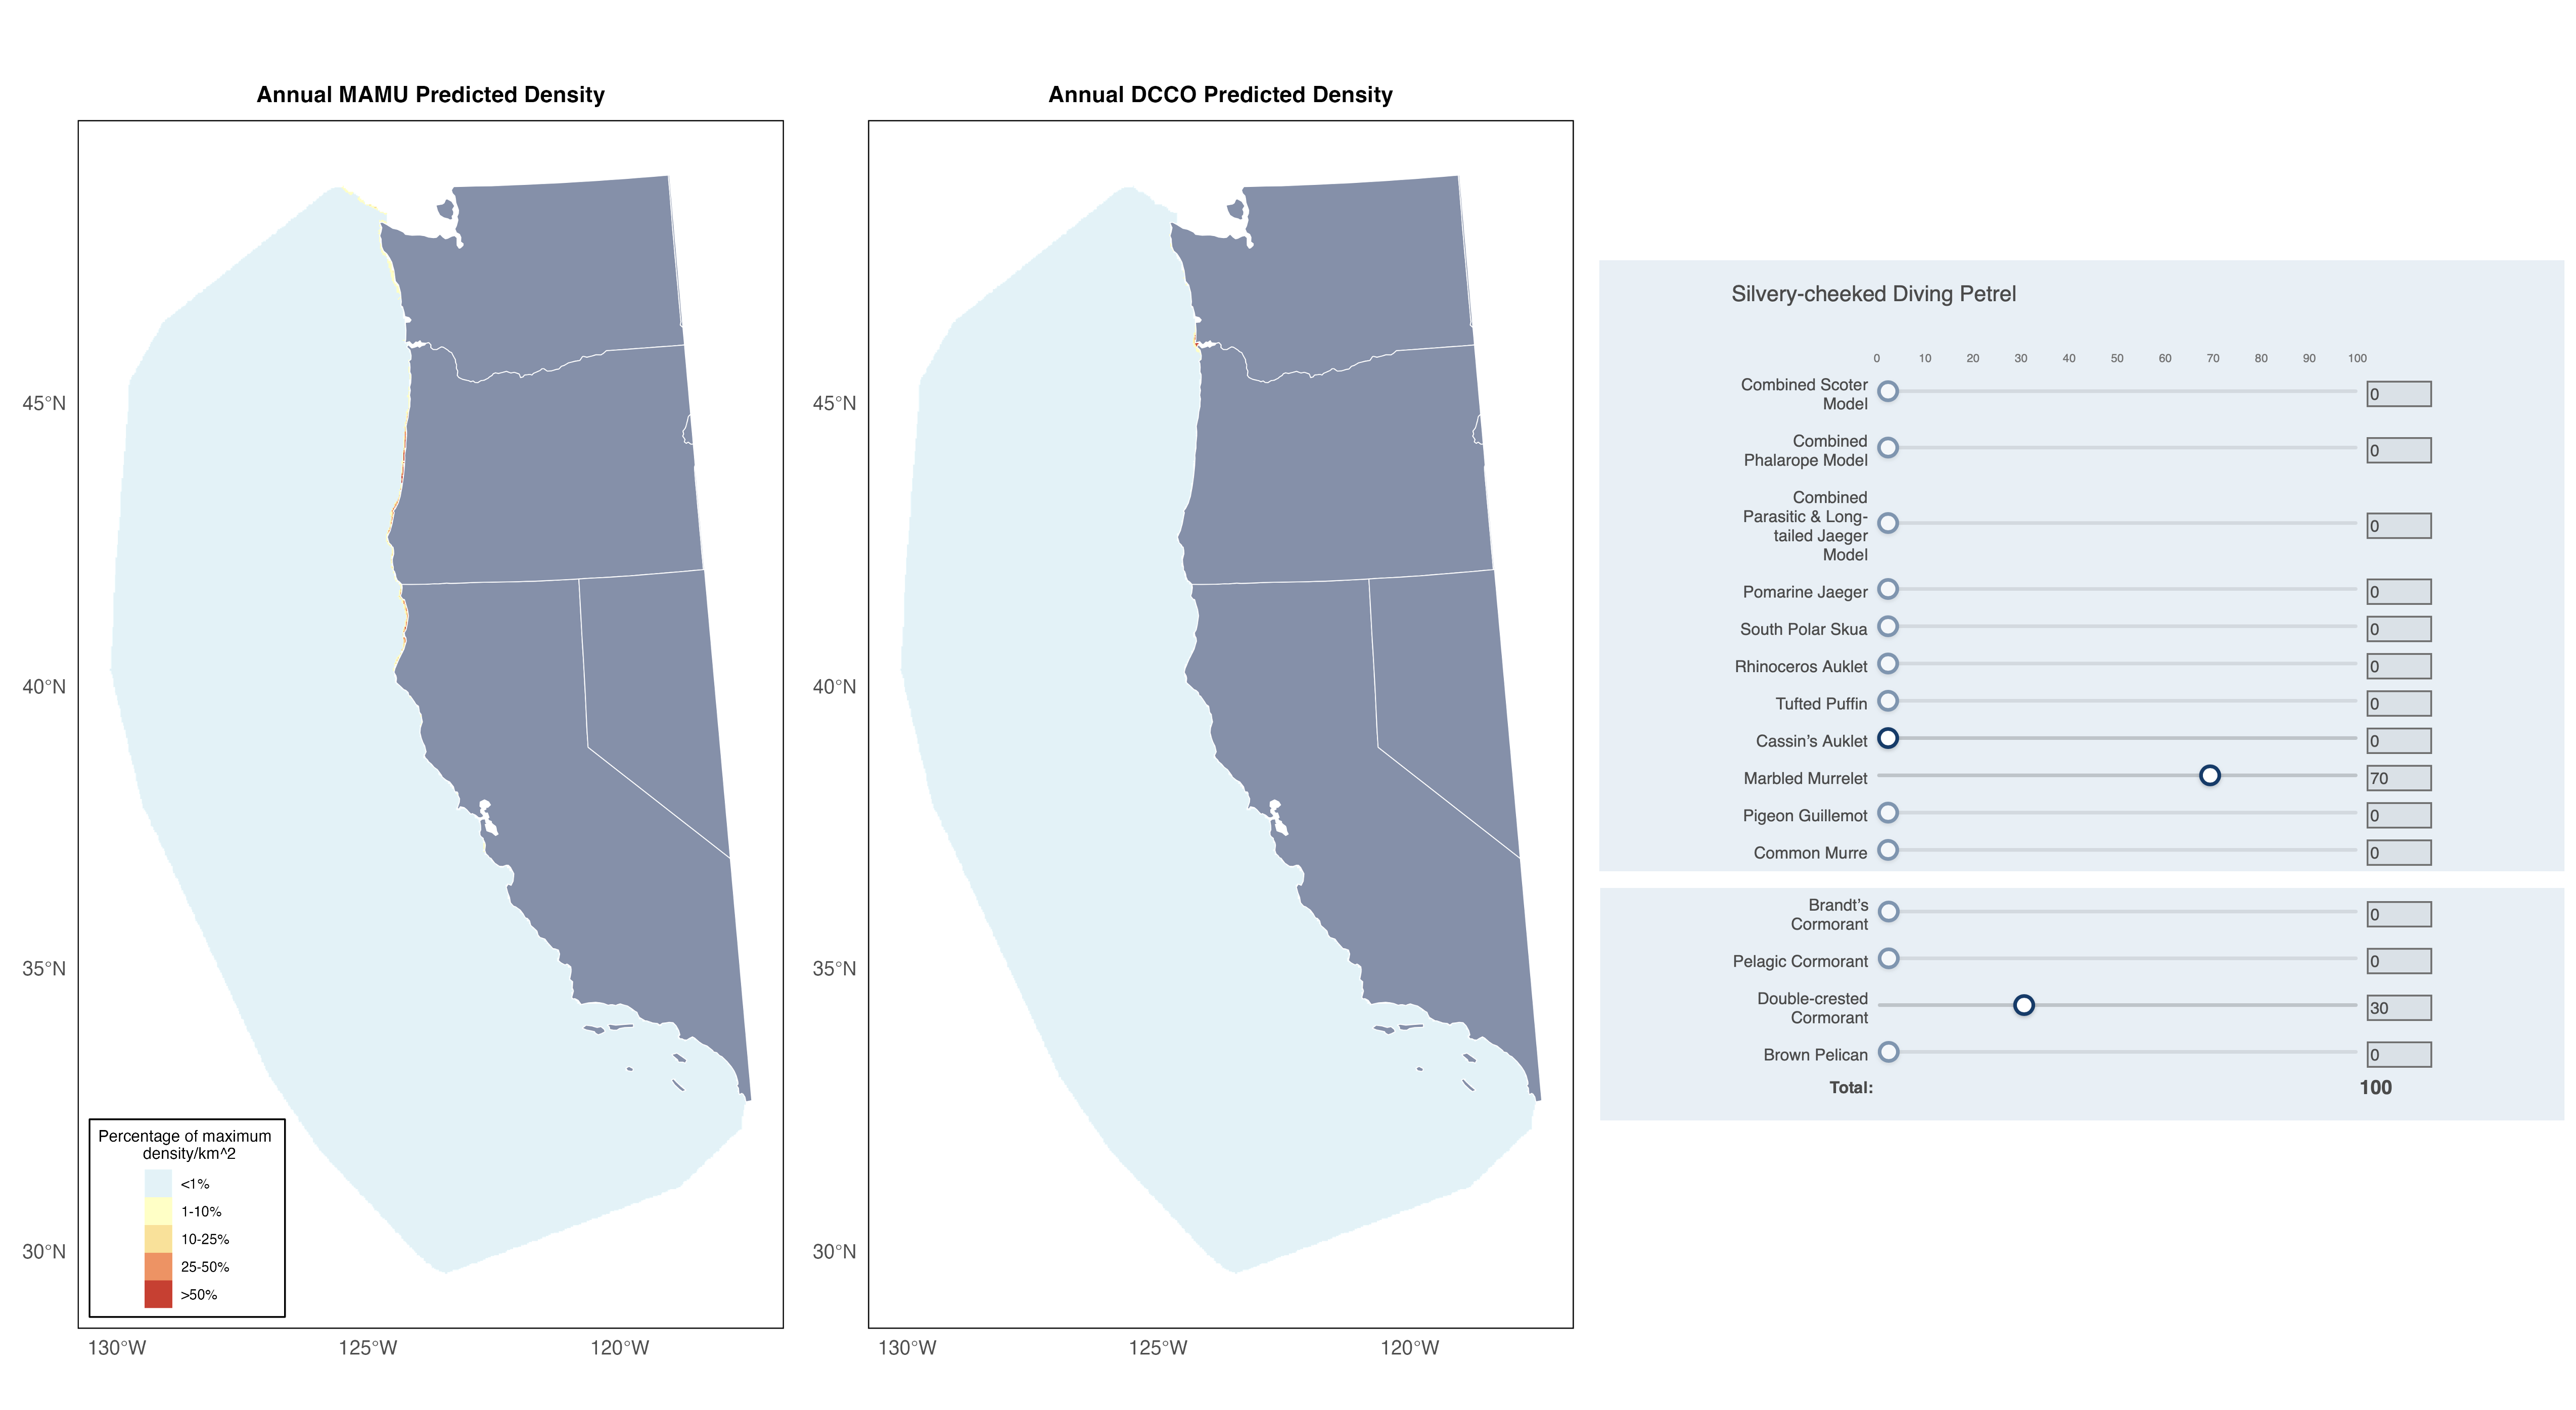 Annual MAMU Predicted Density
45°N
40°N
35°N
30°N
130°W 125°W 120°W
Percentage of maximum
density/km^2
<1%
1-10%
10-25%
25-50%
>50%
Annual DCCO Predicted Density
45°N
40°N
35°N
30°N
130°W 125°W 120°W
Silvery-cheeked Diving Petrel
0 10 20 30 40 50 60 70 80 90 100
Combined Scoter
Model
0
Combined
Phalarope Model
0
Combined
Parasitic & Long-
tailed Jaeger
Model
0
Pomarine Jaeger 0
South Polar Skua 0
Rhinoceros Auklet 0
Tufted Puffin 0
Cassin’s Auklet 0
Marbled Murrelet 70
Pigeon Guillemot 0
Common Murre 0
Brandt’s
Cormorant
0
Pelagic Cormorant 0
Double-crested
Cormorant
30
Brown Pelican 0
Total: 100